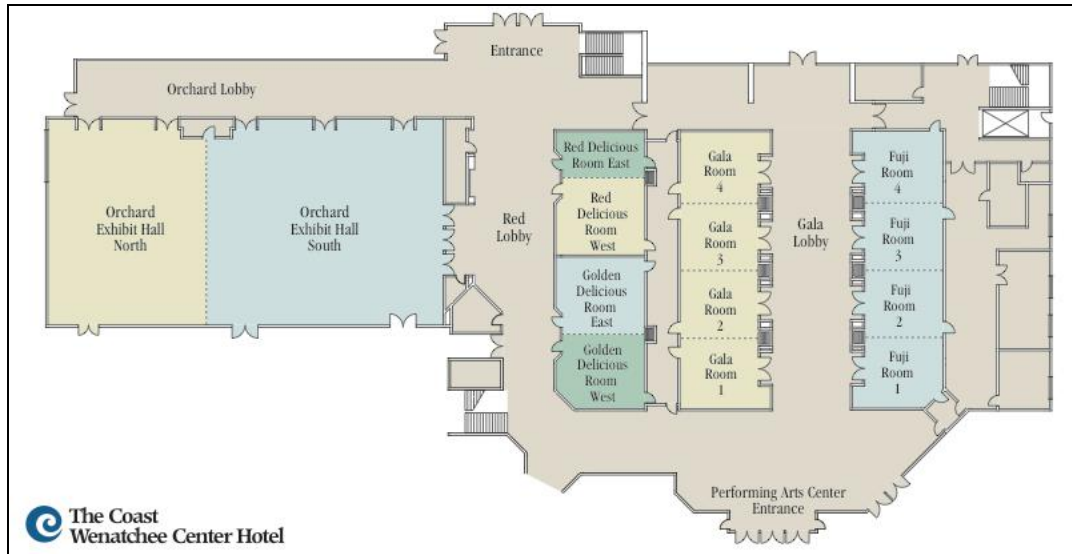 Entrance
Orchard Lobby
Orchard
Exhibit Hall
North
Orchard
Exhibit Hall
South
Red
Lobby
Red Delicious
Room East
Red
Delicious
Room
West
Golden
Delicious
Room
East
Golden
Delicious
Room
West
Gala
Room
4
Gala
Room
3
Gala
Room
2
Gala
Room
1
Gala
Lobby
Fuji
Room
4
Fuji
Room
3
Fuji
Room
2
Fuji
Room
1
Performing Arts Center
Entrance
The Coast
Wenatchee Center Hotel